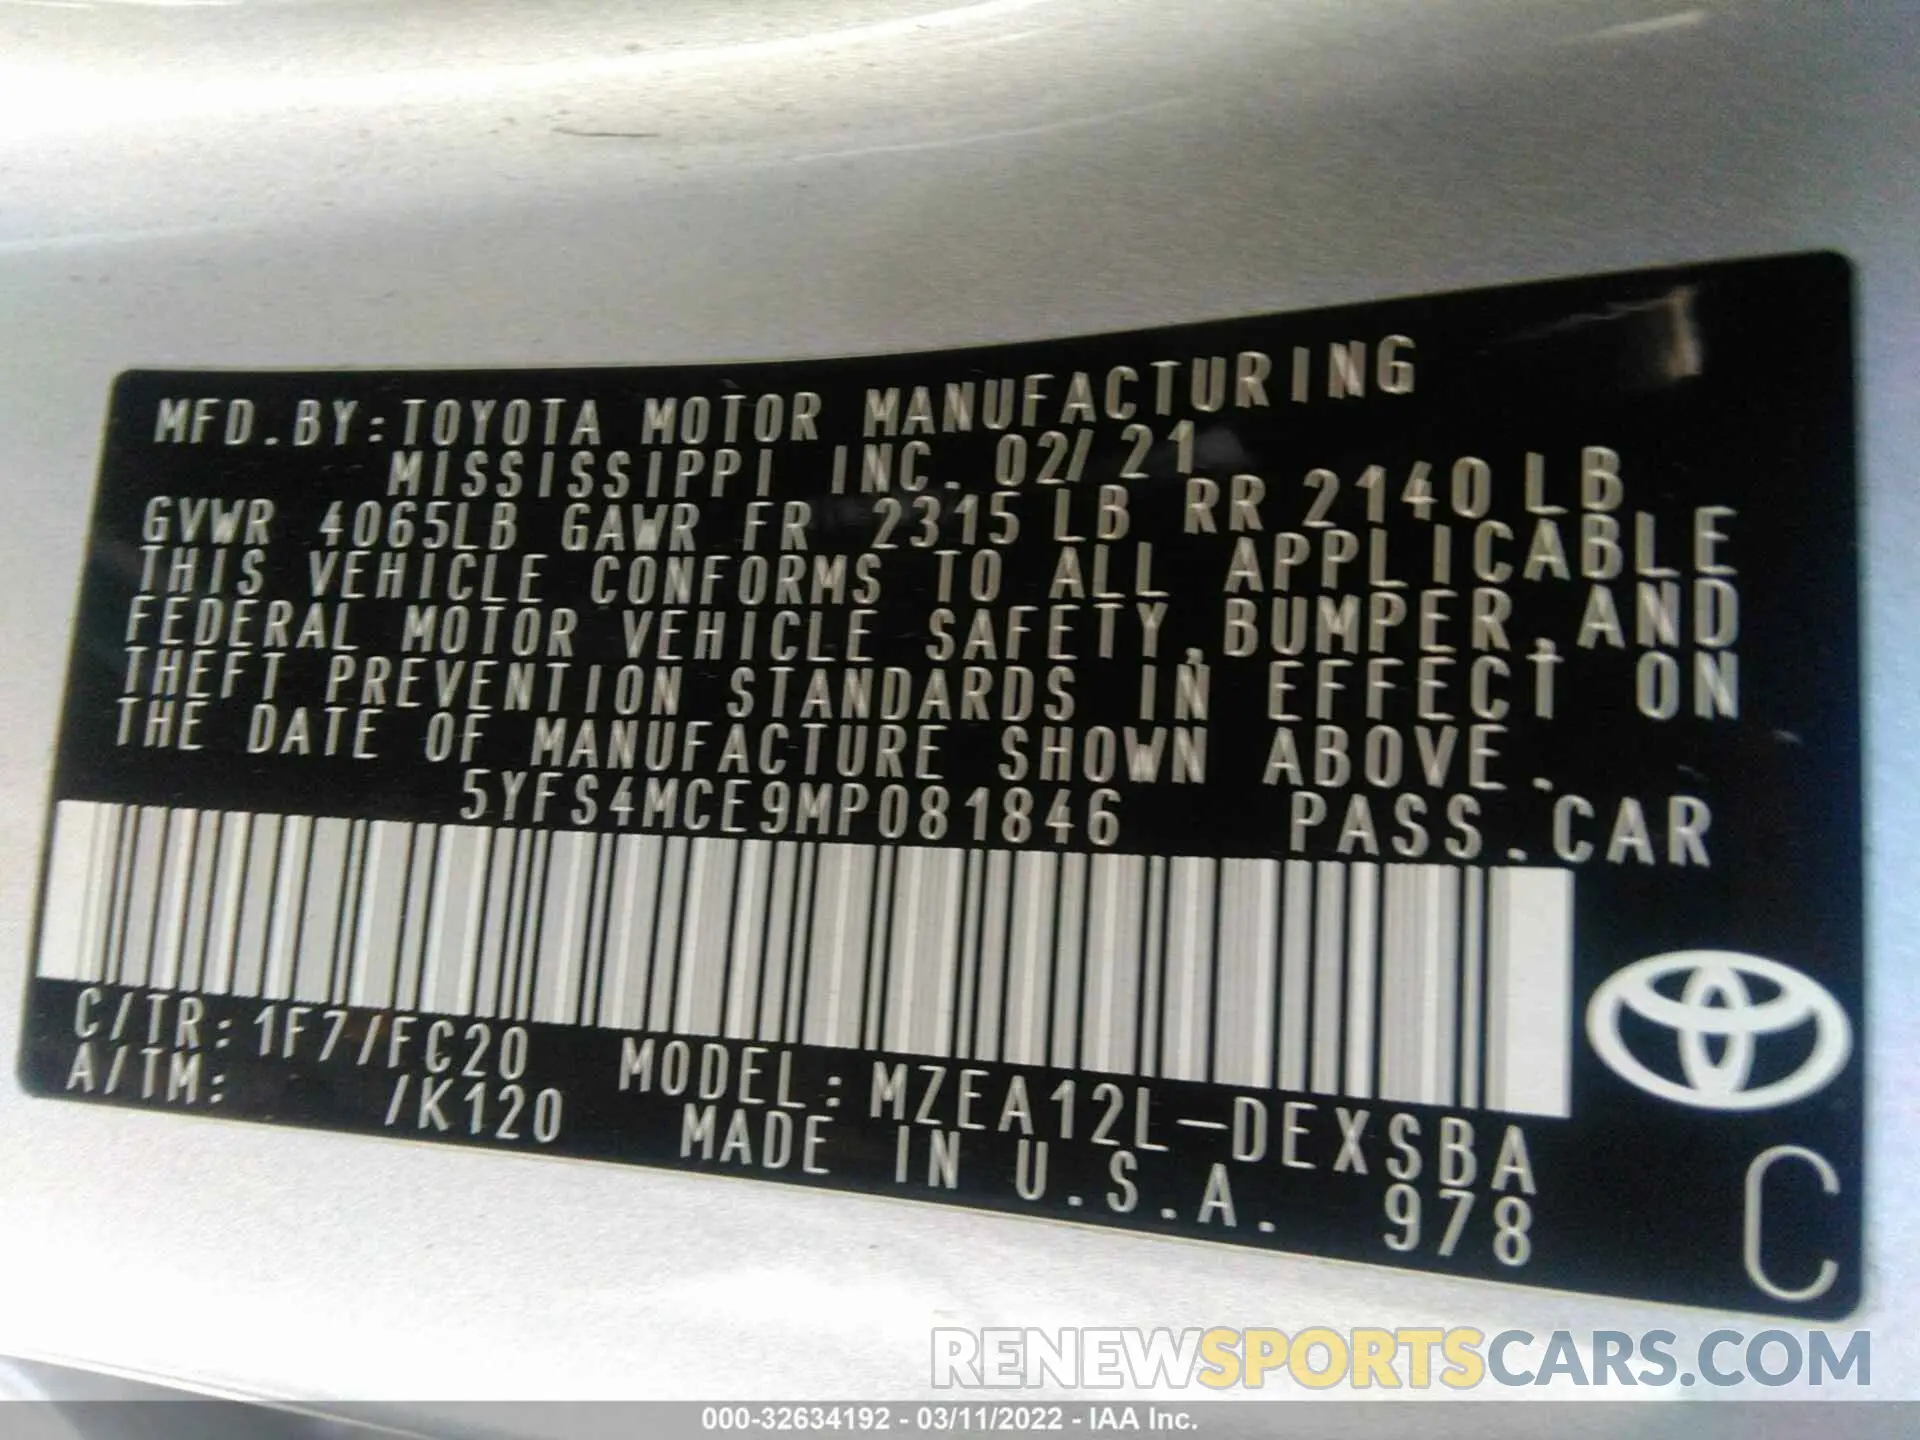 MFD.BY:TOYOTA MOTOR MANUFACTURING
MISSISSIPPI INC. 02/21
GVWR 4065LB GAWR FR 2315LB RR 2140LB
THIS VEHICLE CONFORMS TO ALL APPLICABLE
FEDERAL MOTOR VEHICLE SAFETY,BUMPER,AND
THEFT PREVENTION STANDARDS IN EFFECT ON
THE DATE OF MANUFACTURE SHOWN ABOVE.
5YFS4MCE9MP081846 PASS.CAR
C/TR:1F7/FC20 MODEL:MZEA12L-DEXSBA
A/TM: /K120 MADE IN U.S.A. 978
C
RENEWSPORTSCARS.COM
000-32634192 - 03/11/2022 - IAA Inc.